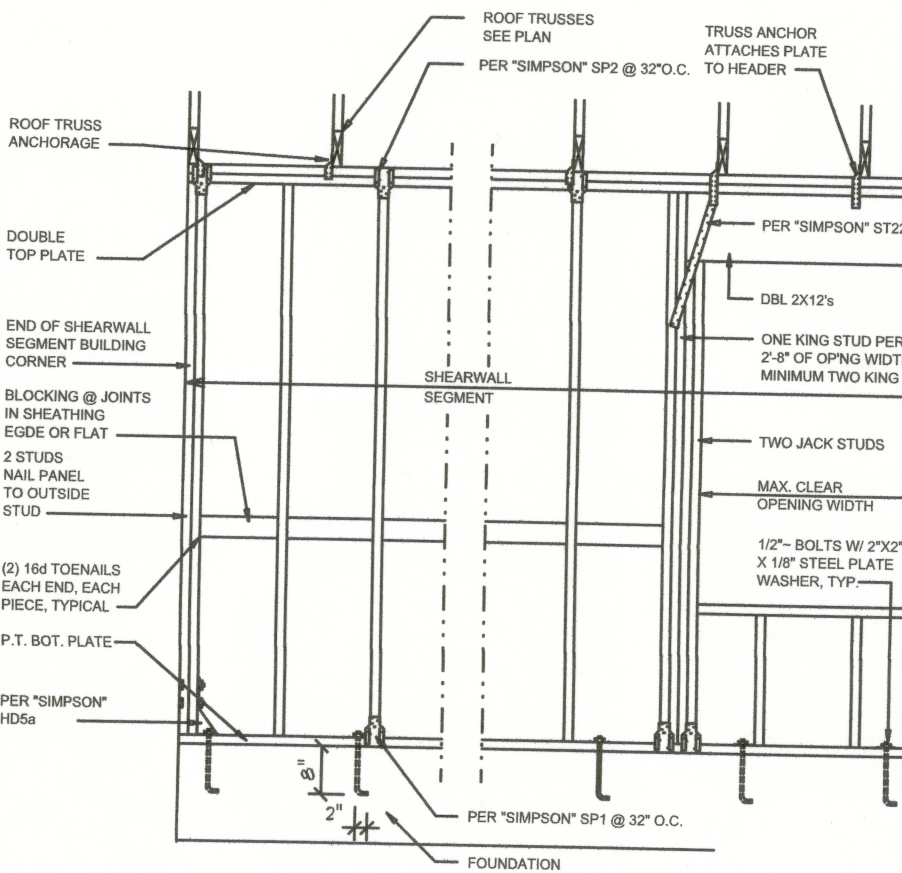 ROOF TRUSSES
SEE PLAN
TRUSS ANCHOR
ATTACHES PLATE
TO HEADER
PER "SIMPSON" SP2 @ 32"O.C.
ROOF TRUSS
ANCHORAGE
DOUBLE
TOP PLATE
PER "SIMPSON" ST22
DBL 2X12's
END OF SHEARWALL
SEGMENT BUILDING
CORNER
ONE KING STUD PER
2'-8" OF OP'NG WIDTH
MINIMUM TWO KING
SHEARWALL
SEGMENT
BLOCKING @ JOINTS
IN SHEATHING
EGDE OR FLAT
TWO JACK STUDS
2 STUDS
NAIL PANEL
TO OUTSIDE
STUD
MAX. CLEAR
OPENING WIDTH
1/2"~ BOLTS W/ 2"X2"
X 1/8" STEEL PLATE
WASHER, TYP.
(2) 16d TOENAILS
EACH END, EACH
PIECE, TYPICAL
P.T. BOT. PLATE
PER "SIMPSON"
HD5a
8"
2"
PER "SIMPSON" SP1 @ 32" O.C.
FOUNDATION